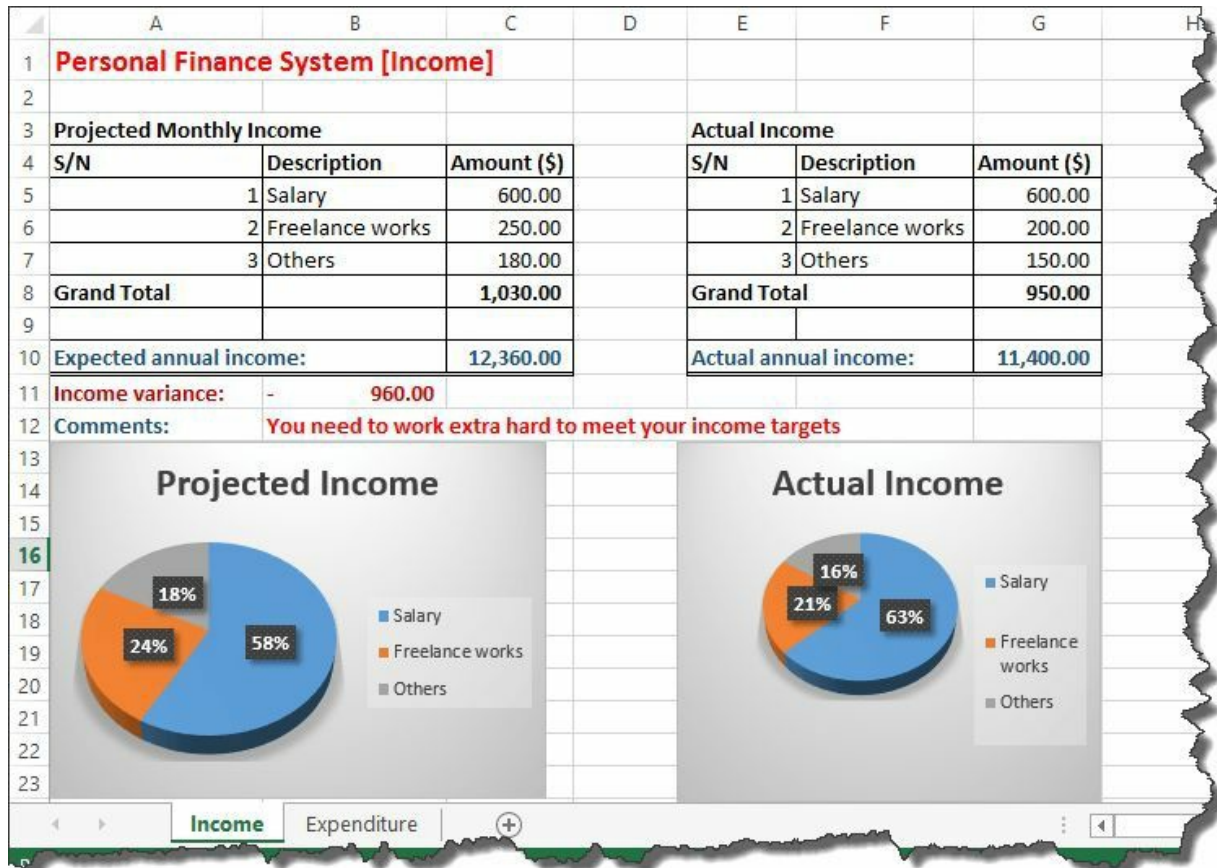 A B C D E F G H
1 Personal Finance System [Income]
2
3 Projected Monthly Income Actual Income
4 S/N Description Amount ($) S/N Description Amount ($)
5 1 Salary 600.00 1 Salary 600.00
6 2 Freelance works 250.00 2 Freelance works 200.00
7 3 Others 180.00 3 Others 150.00
8 Grand Total 1,030.00 Grand Total 950.00
9
10 Expected annual income: 12,360.00 Actual annual income: 11,400.00
11 Income variance: - 960.00
12 Comments: You need to work extra hard to meet your income targets
13
14
15
16
17
18
19
20
21
22
23
Projected Income
18%
24%
58%
Salary
Freelance works
Others
Actual Income
16%
21%
63%
Salary
Freelance
works
Others
Income Expenditure